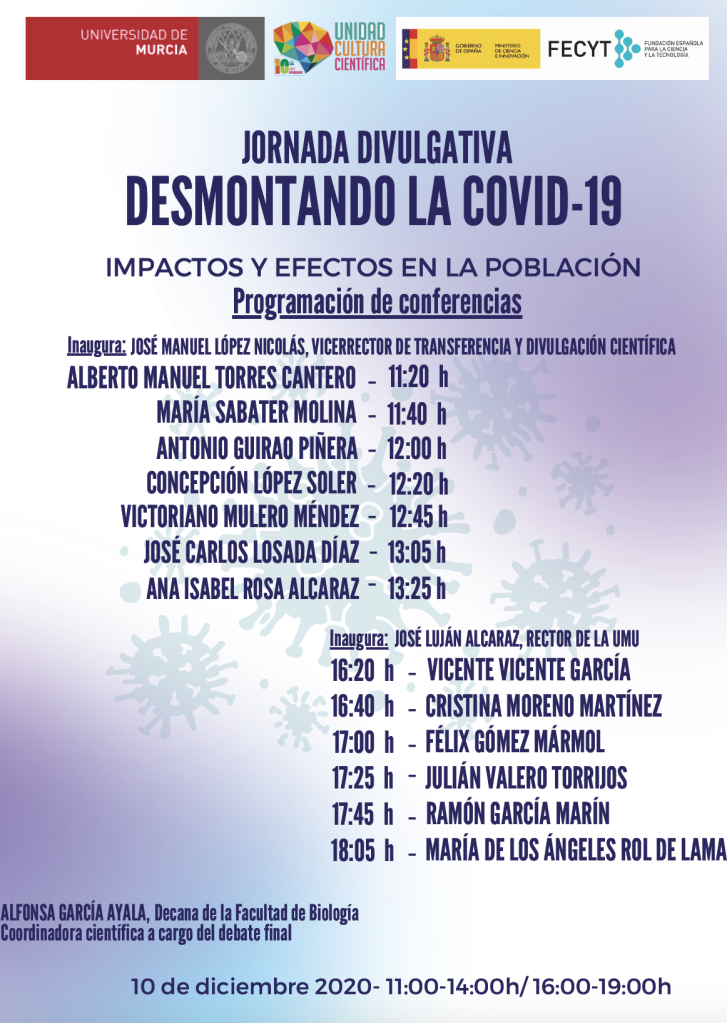 UNIVERSIDAD DE
MURCIA
UNIDAD
CULTURA
CIENTÍFICA
GOBIERNO
DE ESPAÑA
MINISTERIO
DE CIENCIA
E INNOVACIÓN
FECYT
FUNDACIÓN ESPAÑOLA
PARA LA CIENCIA
Y LA TECNOLOGÍA
JORNADA DIVULGATIVA
DESMONTANDO LA COVID-19
IMPACTOS Y EFECTOS EN LA POBLACIÓN
Programación de conferencias
Inaugura: JOSÉ MANUEL LÓPEZ NICOLÁS, VICERRECTOR DE TRANSFERENCIA Y DIVULGACIÓN CIENTÍFICA
ALBERTO MANUEL TORRES CANTERO - 11:20 h
MARÍA SABATER MOLINA - 11:40 h
ANTONIO GUIRAO PIÑERA - 12:00 h
CONCEPCIÓN LÓPEZ SOLER - 12:20 h
VICTORIANO MULERO MÉNDEZ - 12:45 h
JOSÉ CARLOS LOSADA DÍAZ - 13:05 h
ANA ISABEL ROSA ALCARAZ - 13:25 h
Inaugura: JOSÉ LUJÁN ALCARAZ, RECTOR DE LA UMU
16:20 h - VICENTE VICENTE GARCÍA
16:40 h - CRISTINA MORENO MARTÍNEZ
17:00 h - FÉLIX GÓMEZ MÁRMOL
17:25 h - JULIÁN VALERO TORRIJOS
17:45 h - RAMÓN GARCÍA MARÍN
18:05 h - MARÍA DE LOS ÁNGELES ROL DE LAMA
ALFONSA GARCÍA AYALA, Decana de la Facultad de Biología
Coordinadora científica a cargo del debate final
10 de diciembre 2020- 11:00-14:00h/ 16:00-19:00h